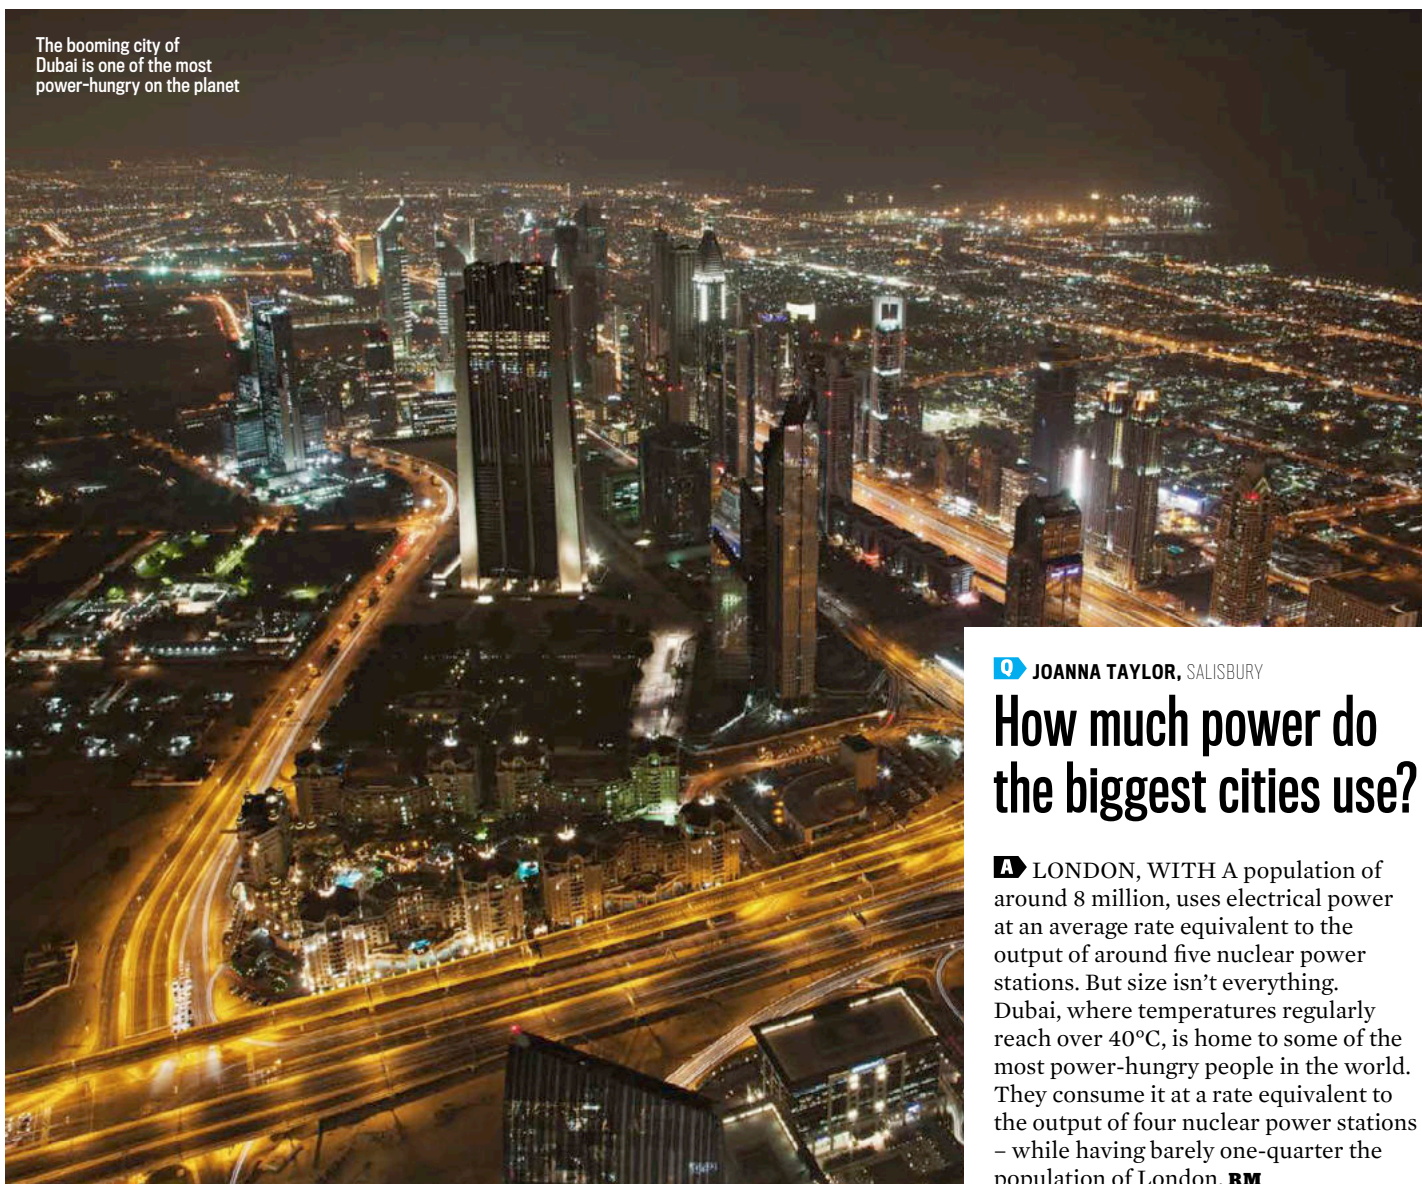 The booming city of
Dubai is one of the most
power-hungry on the planet
Q JOANNA TAYLOR, SALISBURY
How much power do
the biggest cities use?
A LONDON, WITH A population of
around 8 million, uses electrical power
at an average rate equivalent to the
output of around five nuclear power
stations. But size isn’t everything.
Dubai, where temperatures regularly
reach over 40°C, is home to some of the
most power-hungry people in the world.
They consume it at a rate equivalent to
the output of four nuclear power stations
– while having barely one-quarter the
population of London. RM